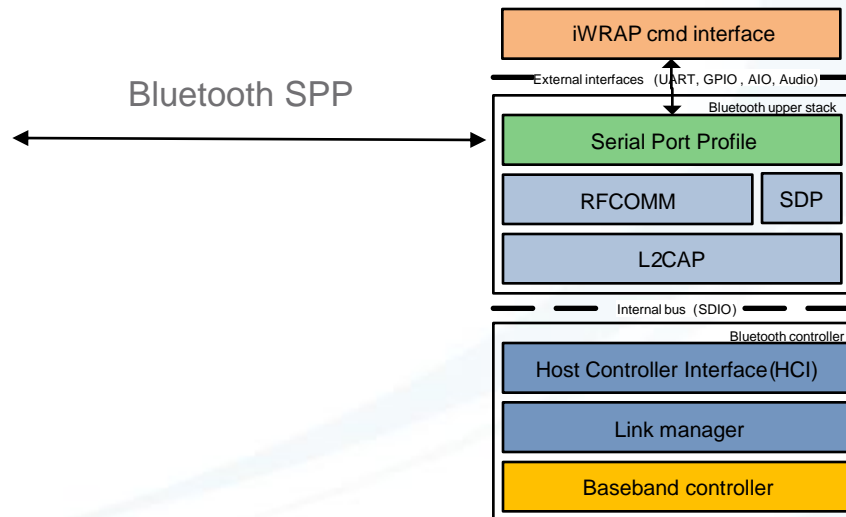 iWRAP cmd interface
External interfaces (UART, GPIO , AIO, Audio)
Bluetooth SPP
Bluetooth upper stack
Serial Port Profile
RFCOMM
SDP
L2CAP
Internal bus (SDIO)
Bluetooth controller
Host Controller Interface(HCI)
Link manager
Baseband controller